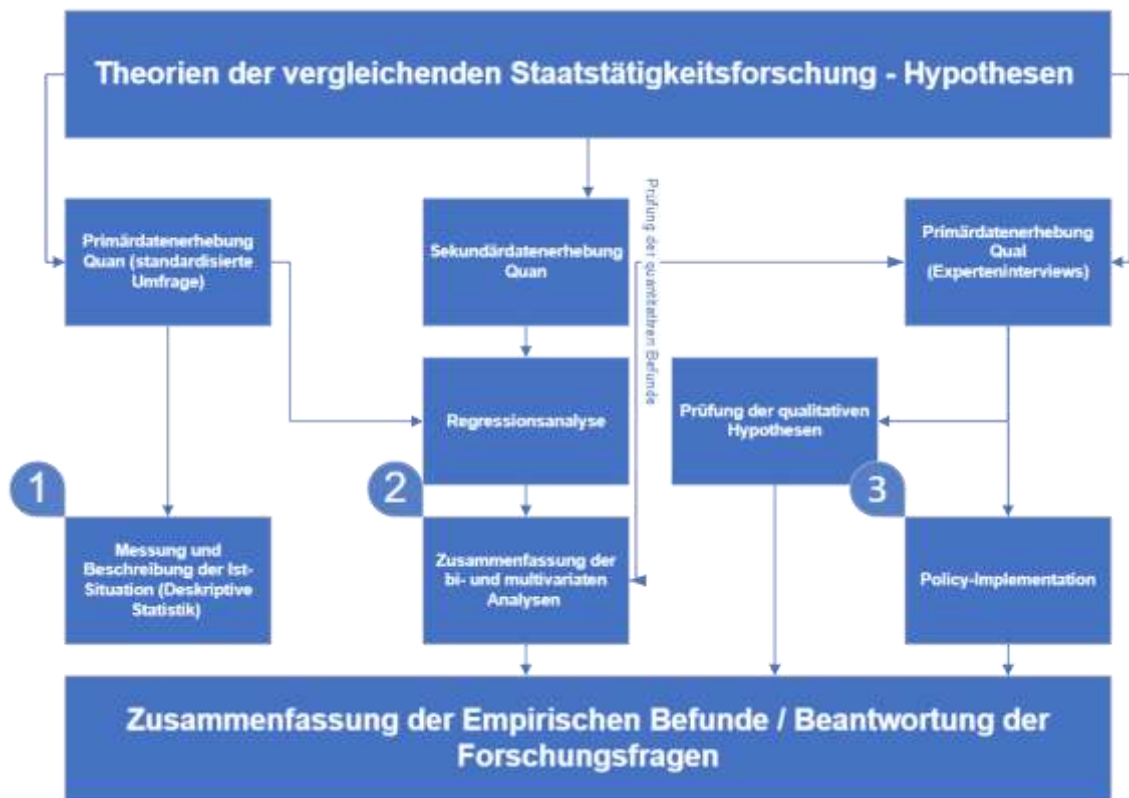 Theorien der vergleichenden Staatstätigkeitsforschung - Hypothesen
Primärdatenerhebung
Quan (standardisierte
Umfrage)
Sekundärdatenerhebung
Quan
Prüfung der quantitativen Befunde
Primärdatenerhebung
Qual
(Experteninterviews)
Regressionsanalyse
Prüfung der qualitativen
Hypothesen
1
2
3
Messung und
Beschreibung der Ist-
Situation (Deskriptive
Statistik)
Zusammenfassung der
bi- und multivariaten
Analysen
Policy-Implementation
Zusammenfassung der Empirischen Befunde / Beantwortung der
Forschungsfragen